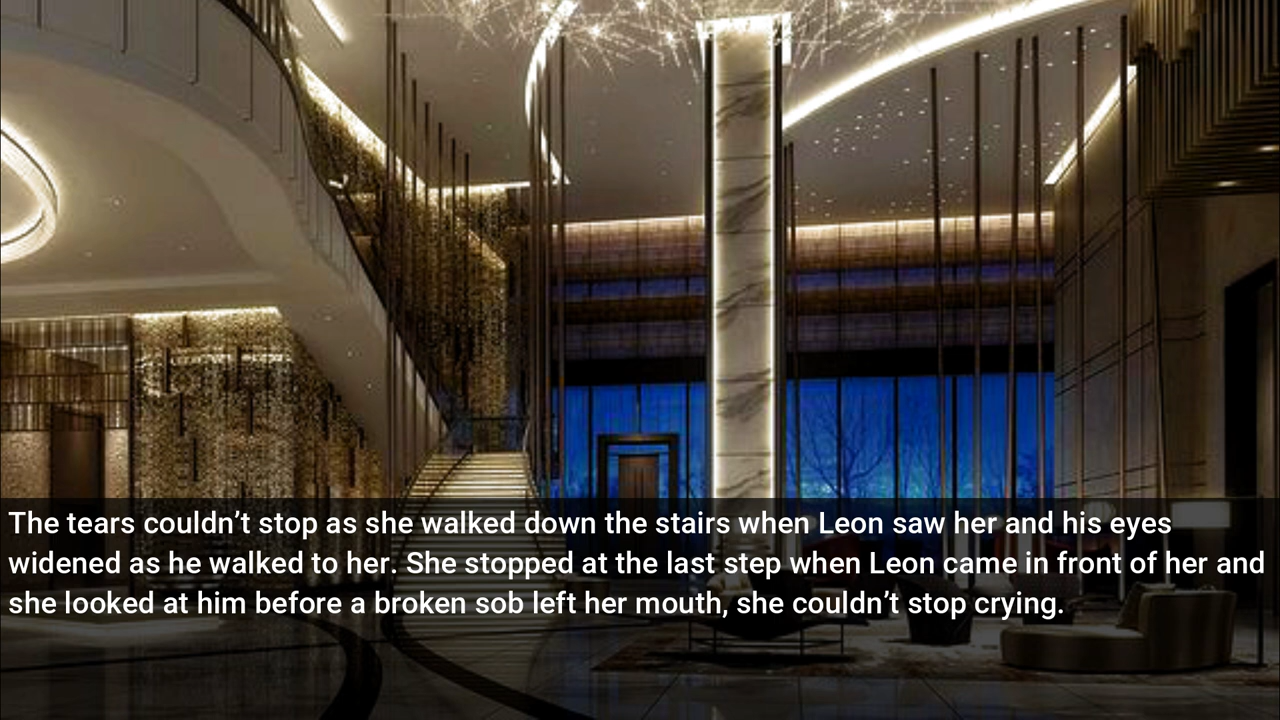 The tears couldn’t stop as she walked down the stairs when Leon saw her and his eyes
widened as he walked to her. She stopped at the last step when Leon came in front of her and
she looked at him before a broken sob left her mouth, she couldn’t stop crying.